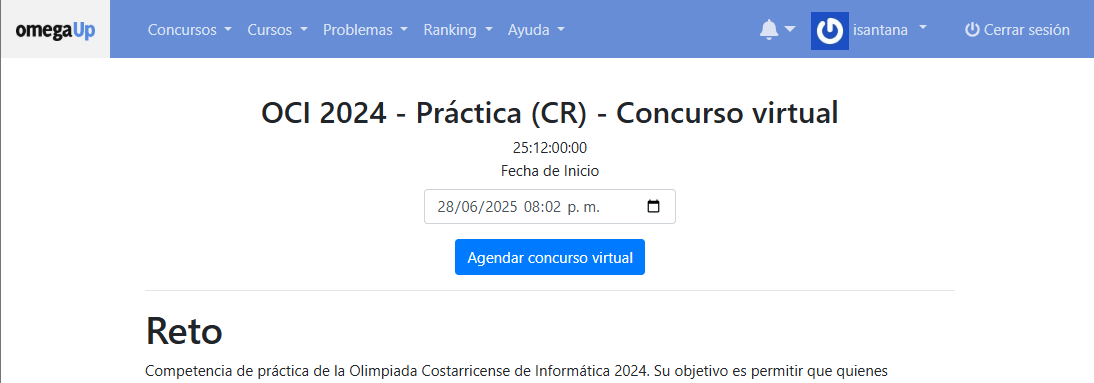 omegaUp Concursos Cursos Problemas Ranking Ayuda isantana Cerrar sesión
OCI 2024 - Práctica (CR) - Concurso virtual
25:12:00:00
Fecha de Inicio
28/06/2025 08:02 p. m.
Agendar concurso virtual
Reto
Competencia de práctica de la Olimpiada Costarricense de Informática 2024. Su objetivo es permitir que quienes